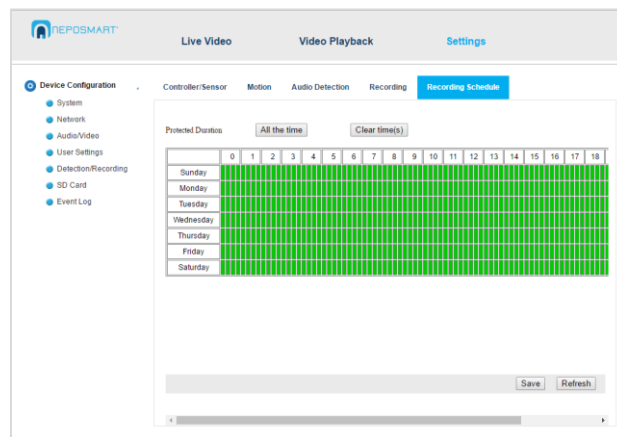 NEPOSMART
Live Video Video Playback Settings
Device Configuration
System
Network
Audio/Video
User Settings
Detection/Recording
SD Card
Event Log
Controller/Sensor Motion Audio Detection Recording Recording Schedule
Protected Duration All the time Clear time(s)
0 1 2 3 4 5 6 7 8 9 10 11 12 13 14 15 16 17 18
Sunday
Monday
Tuesday
Wednesday
Thursday
Friday
Saturday
Save Refresh